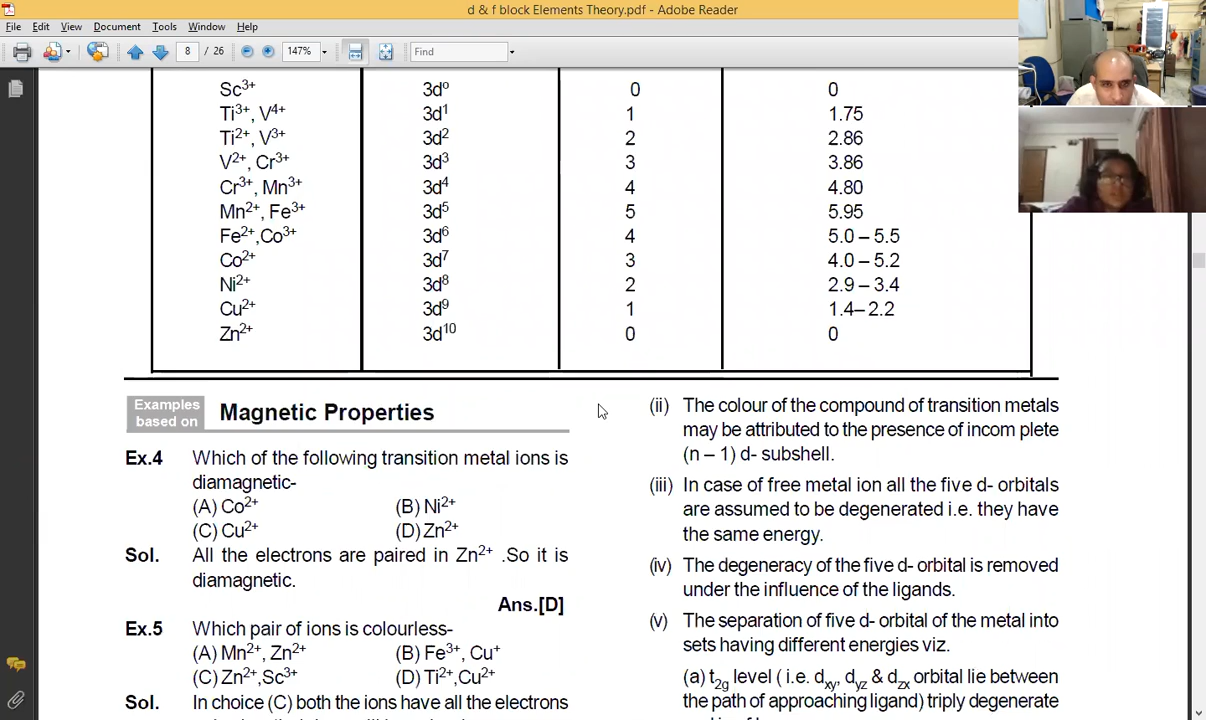 d & f block Elements Theory.pdf - Adobe Reader
File Edit View Document Tools Window Help
8 / 26 147% Find
Sc³⁺ 3d⁰ 0 0
Ti³⁺, V⁴⁺ 3d¹ 1 1.75
Ti²⁺, V³⁺ 3d² 2 2.86
V²⁺, Cr³⁺ 3d³ 3 3.86
Cr³⁺, Mn³⁺ 3d⁴ 4 4.80
Mn²⁺, Fe³⁺ 3d⁵ 5 5.95
Fe²⁺,Co³⁺ 3d⁶ 4 5.0 – 5.5
Co²⁺ 3d⁷ 3 4.0 – 5.2
Ni²⁺ 3d⁸ 2 2.9 – 3.4
Cu²⁺ 3d⁹ 1 1.4– 2.2
Zn²⁺ 3d¹⁰ 0 0
Examples
based on
Magnetic Properties
Ex.4 Which of the following transition metal ions is
diamagnetic-
(A) Co²⁺ (B) Ni²⁺
(C) Cu²⁺ (D) Zn²⁺
Sol. All the electrons are paired in Zn²⁺ .So it is
diamagnetic.
Ans.[D]
Ex.5 Which pair of ions is colourless-
(A) Mn²⁺, Zn²⁺ (B) Fe³⁺, Cu⁺
(C) Zn²⁺,Sc³⁺ (D) Ti²⁺,Cu²⁺
Sol. In choice (C) both the ions have all the electrons
(ii) The colour of the compound of transition metals
may be attributed to the presence of incom plete
(n – 1) d- subshell.
(iii) In case of free metal ion all the five d- orbitals
are assumed to be degenerated i.e. they have
the same energy.
(iv) The degeneracy of the five d- orbital is removed
under the influence of the ligands.
(v) The separation of five d- orbital of the metal into
sets having different energies viz.
(a) t₂g level ( i.e. dxy, dyz & dzx orbital lie between
the path of approaching ligand) triply degenerate